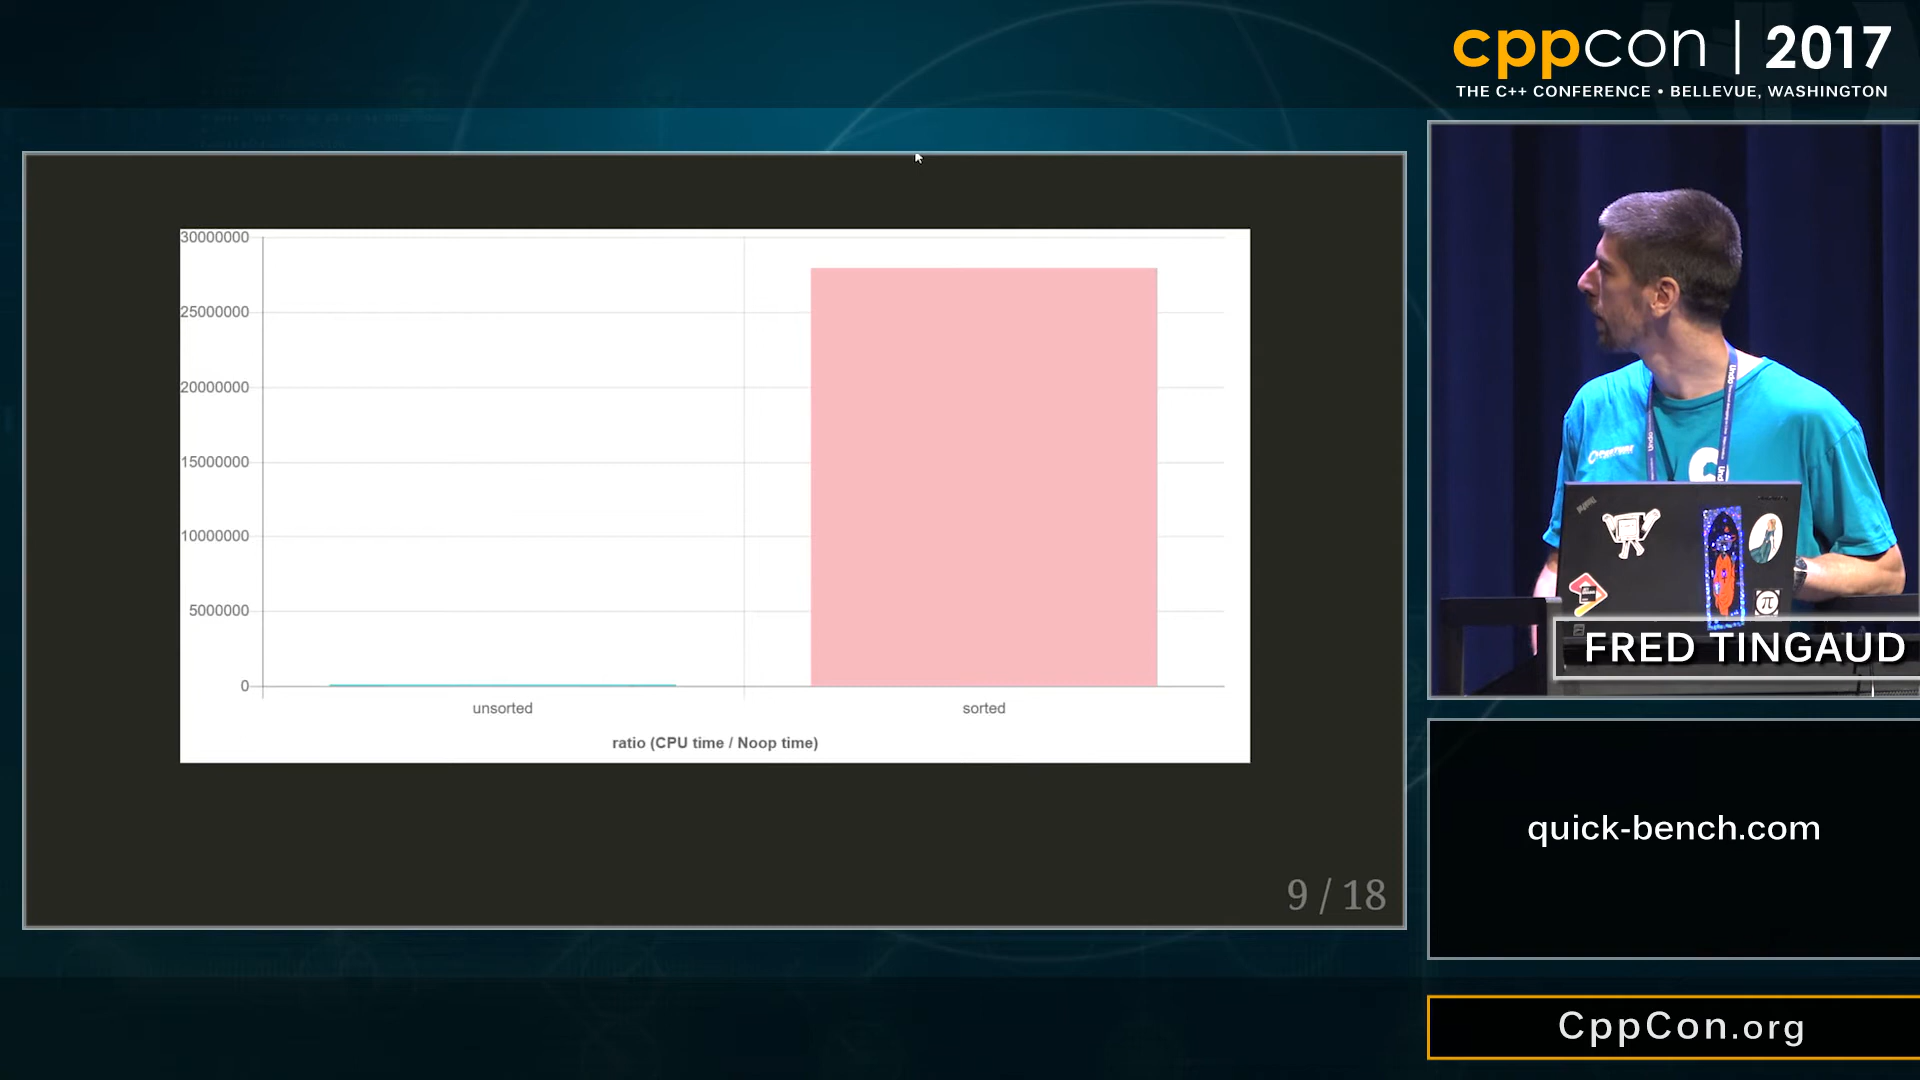 cppcon | 2017
THE C++ CONFERENCE • BELLEVUE, WASHINGTON
30000000
25000000
20000000
15000000
10000000
5000000
0
unsorted
sorted
ratio (CPU time / Noop time)
9 / 18
Undo
π
FRED TINGAUD
quick-bench.com
CppCon.org